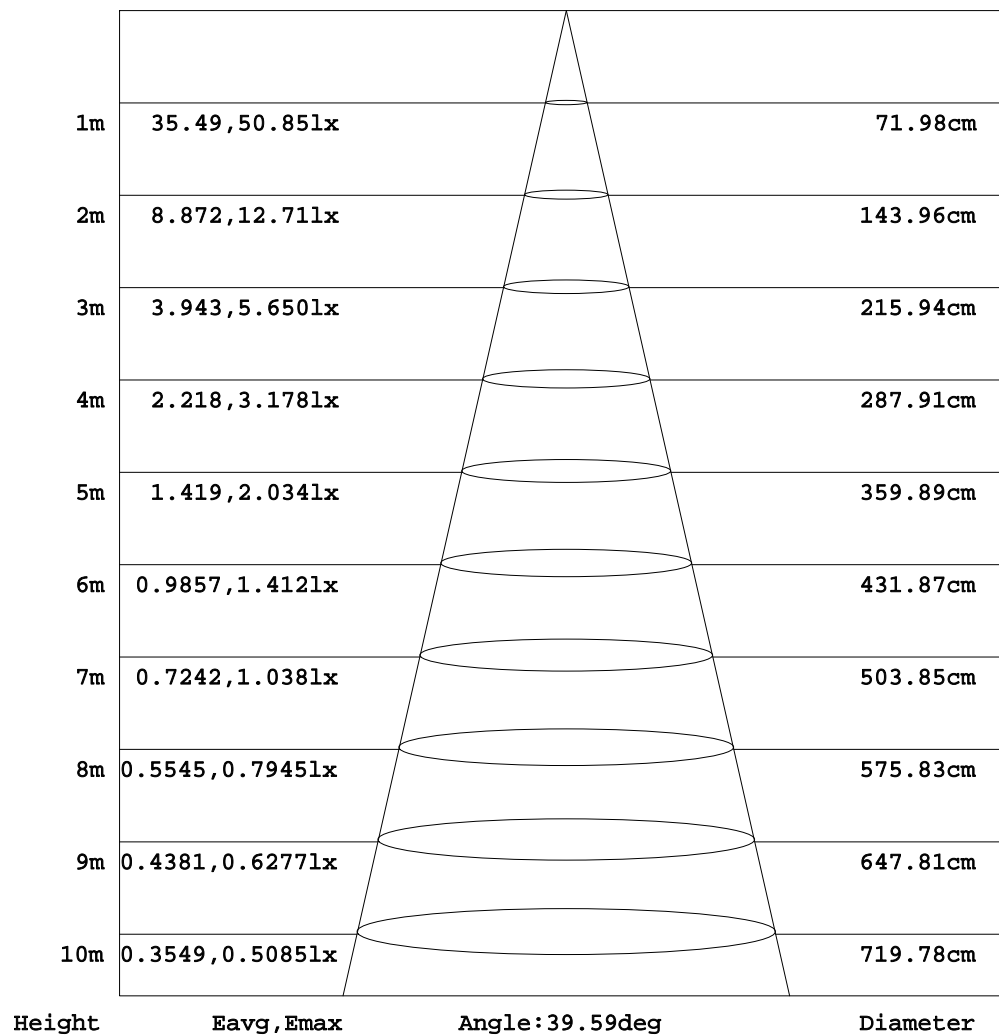 1m 35.49,50.85lx 71.98cm
2m 8.872,12.71lx 143.96cm
3m 3.943,5.650lx 215.94cm
4m 2.218,3.178lx 287.91cm
5m 1.419,2.034lx 359.89cm
6m 0.9857,1.412lx 431.87cm
7m 0.7242,1.038lx 503.85cm
8m 0.5545,0.7945lx 575.83cm
9m 0.4381,0.6277lx 647.81cm
10m 0.3549,0.5085lx 719.78cm
Height Eavg,Emax Angle:39.59deg Diameter